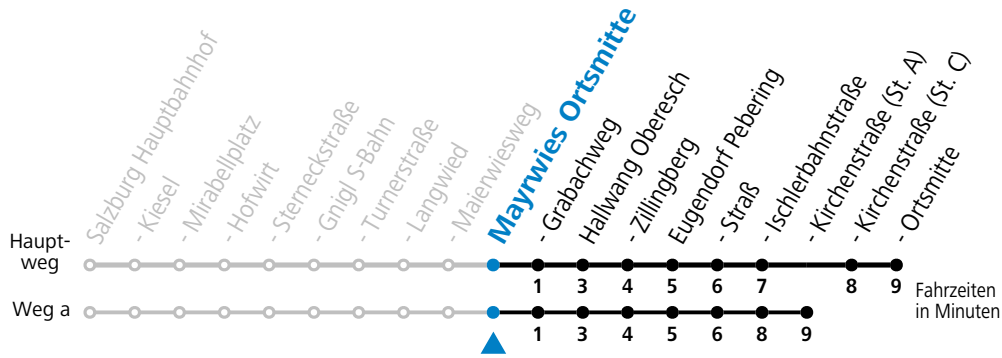 Salzburg Hauptbahnhof
- Kiesel
- Mirabellplatz
- Hofwirt
- Sterneckstraße
- Gnigl S-Bahn
- Turnerstraße
- Langwied
- Maienwiesweg
Mayrwies Ortsmitte
- Grabachweg
Hallwang Oberesch
- Zillingberg
Eugendorf Pebering
- Straß
- Ischlerbahnstraße
- Kirchenstraße (St. A)
- Kirchenstraße (St. C)
- Ortsmitte
Haupt-
weg
1 3 4 5 6 7 8 9
Weg a
1 3 4 5 6 8 9
Fahrzeiten
in Minuten